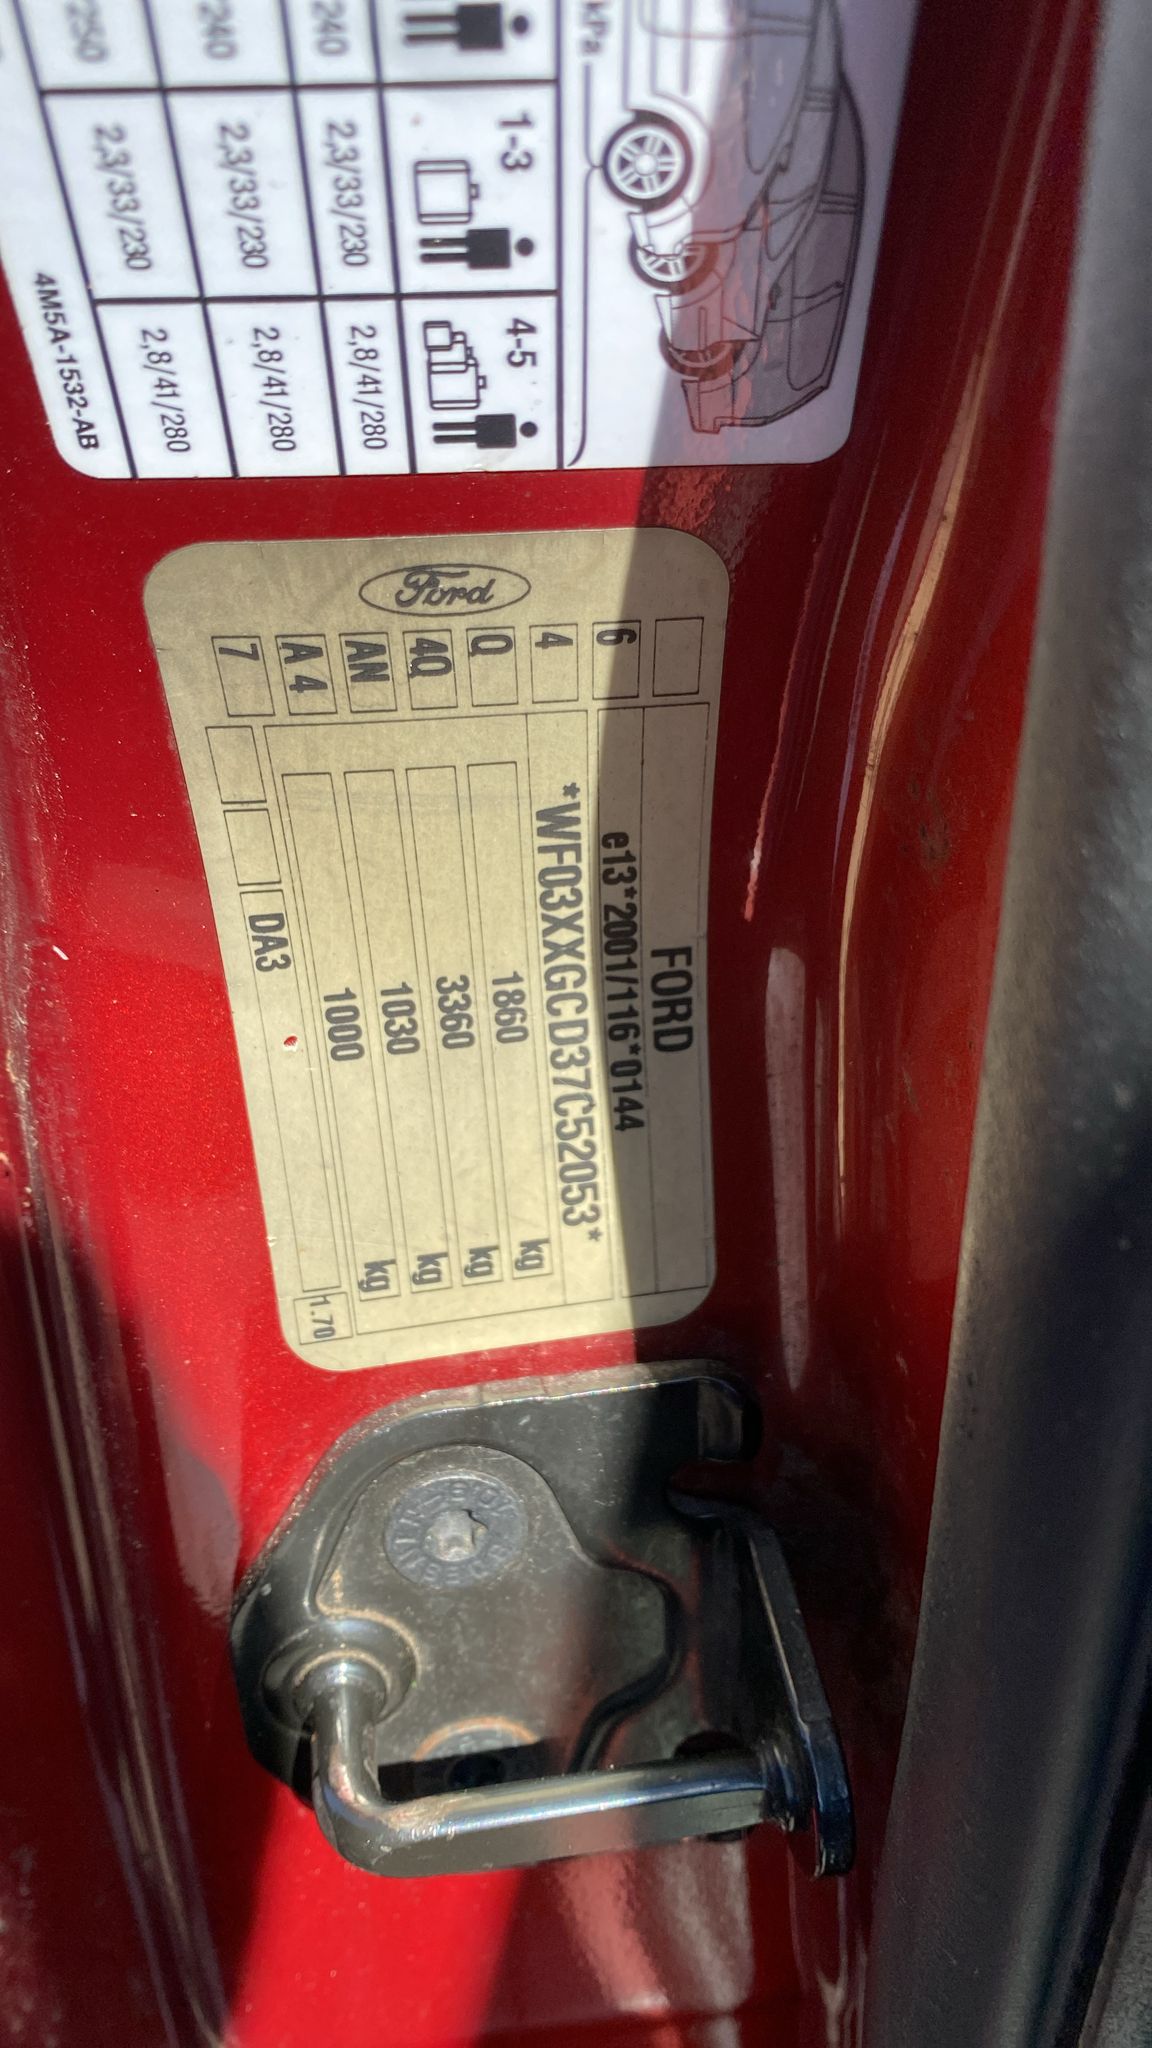 kPa
1-3
4-5
240
2,3/33/230
2,8/41/280
240
2,3/33/230
2,8/41/280
250
2,3/33/230
2,8/41/280
4M5A-1532-AB
Ford
FORD
6
e13*2001/116*0144
4
*WF03XXGCD37C52053*
Q
1860 kg
4Q
3360 kg
AN
1030 kg
A 4
1000 kg
7
DA3
1.70